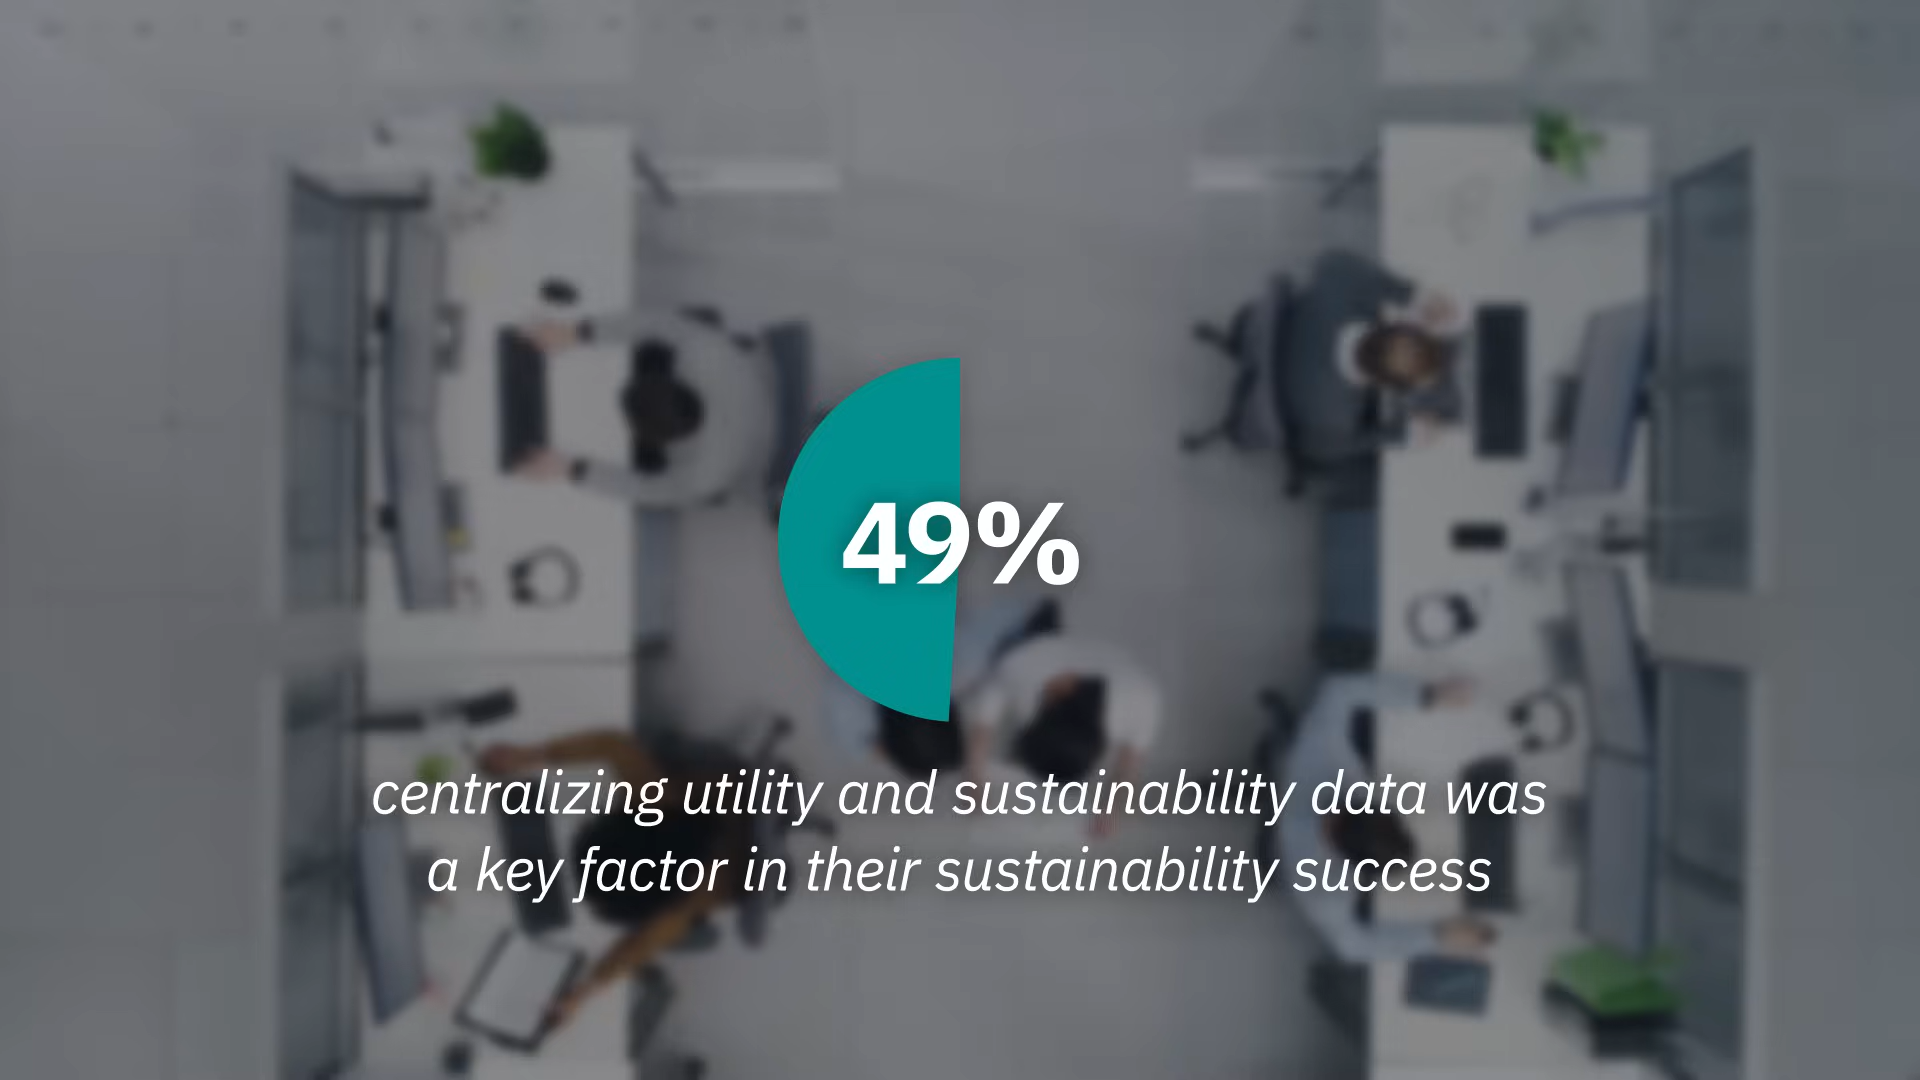 49%
centralizing utility and sustainability data was
a key factor in their sustainability success